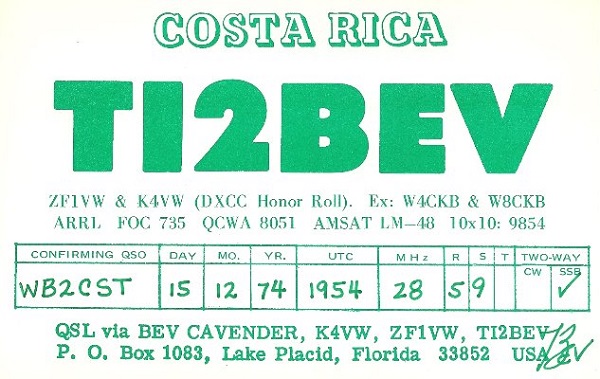 COSTA RICA
TI2BEV
ZF1VW & K4VW (DXCC Honor Roll). Ex: W4CKB & W8CKB
ARRL FOC 735 QCWA 8051 AMSAT LM-48 10x10: 9854
CONFIRMING QSO DAY MO. YR. UTC MHz R S T TWO-WAY
CW SSB
WB2CST 15 12 74 1954 28 5 9 ✓
QSL via BEV CAVENDER, K4VW, ZF1VW, TI2BEV
P. O. Box 1083, Lake Placid, Florida 33852 USA
Bev